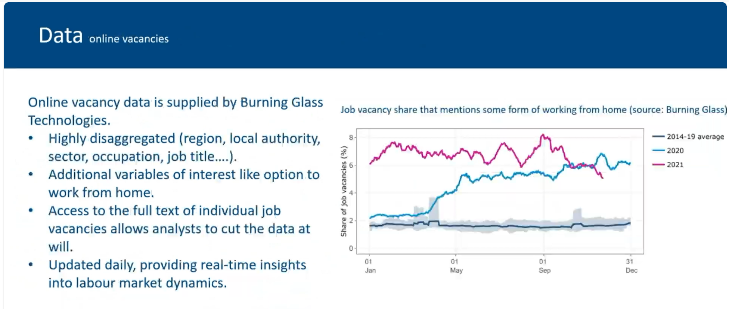 Data online vacancies
Online vacancy data is supplied by Burning Glass
Technologies.
• Highly disaggregated (region, local authority,
sector, occupation, job title....).
• Additional variables of interest like option to
work from home.
• Access to the full text of individual job
vacancies allows analysts to cut the data at
will.
• Updated daily, providing real-time insights
into labour market dynamics.
Job vacancy share that mentions some form of working from home (source: Burning Glass)
Share of job vacancies (%)
8
6
4
2
0
01 Jan
01 May
01 Sep
31 Dec
2014-19 average
2020
2021